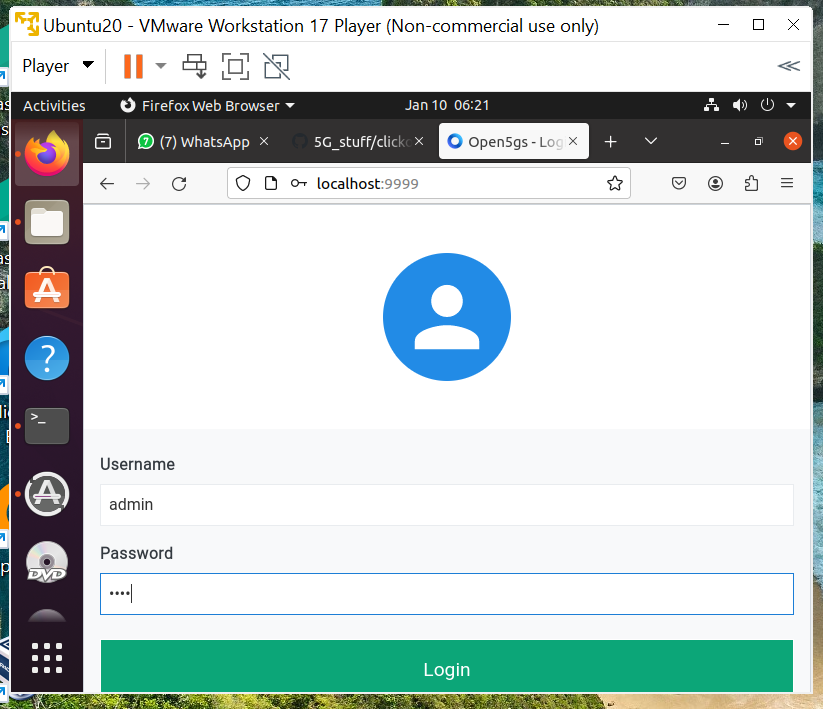 Ubuntu20 - VMware Workstation 17 Player (Non-commercial use only)
Player
Activities Firefox Web Browser Jan 10 06:21
(7) WhatsApp 5G_stuff/clickc Open5gs - Log
localhost:9999
DVD
Username
admin
Password
••••
Login